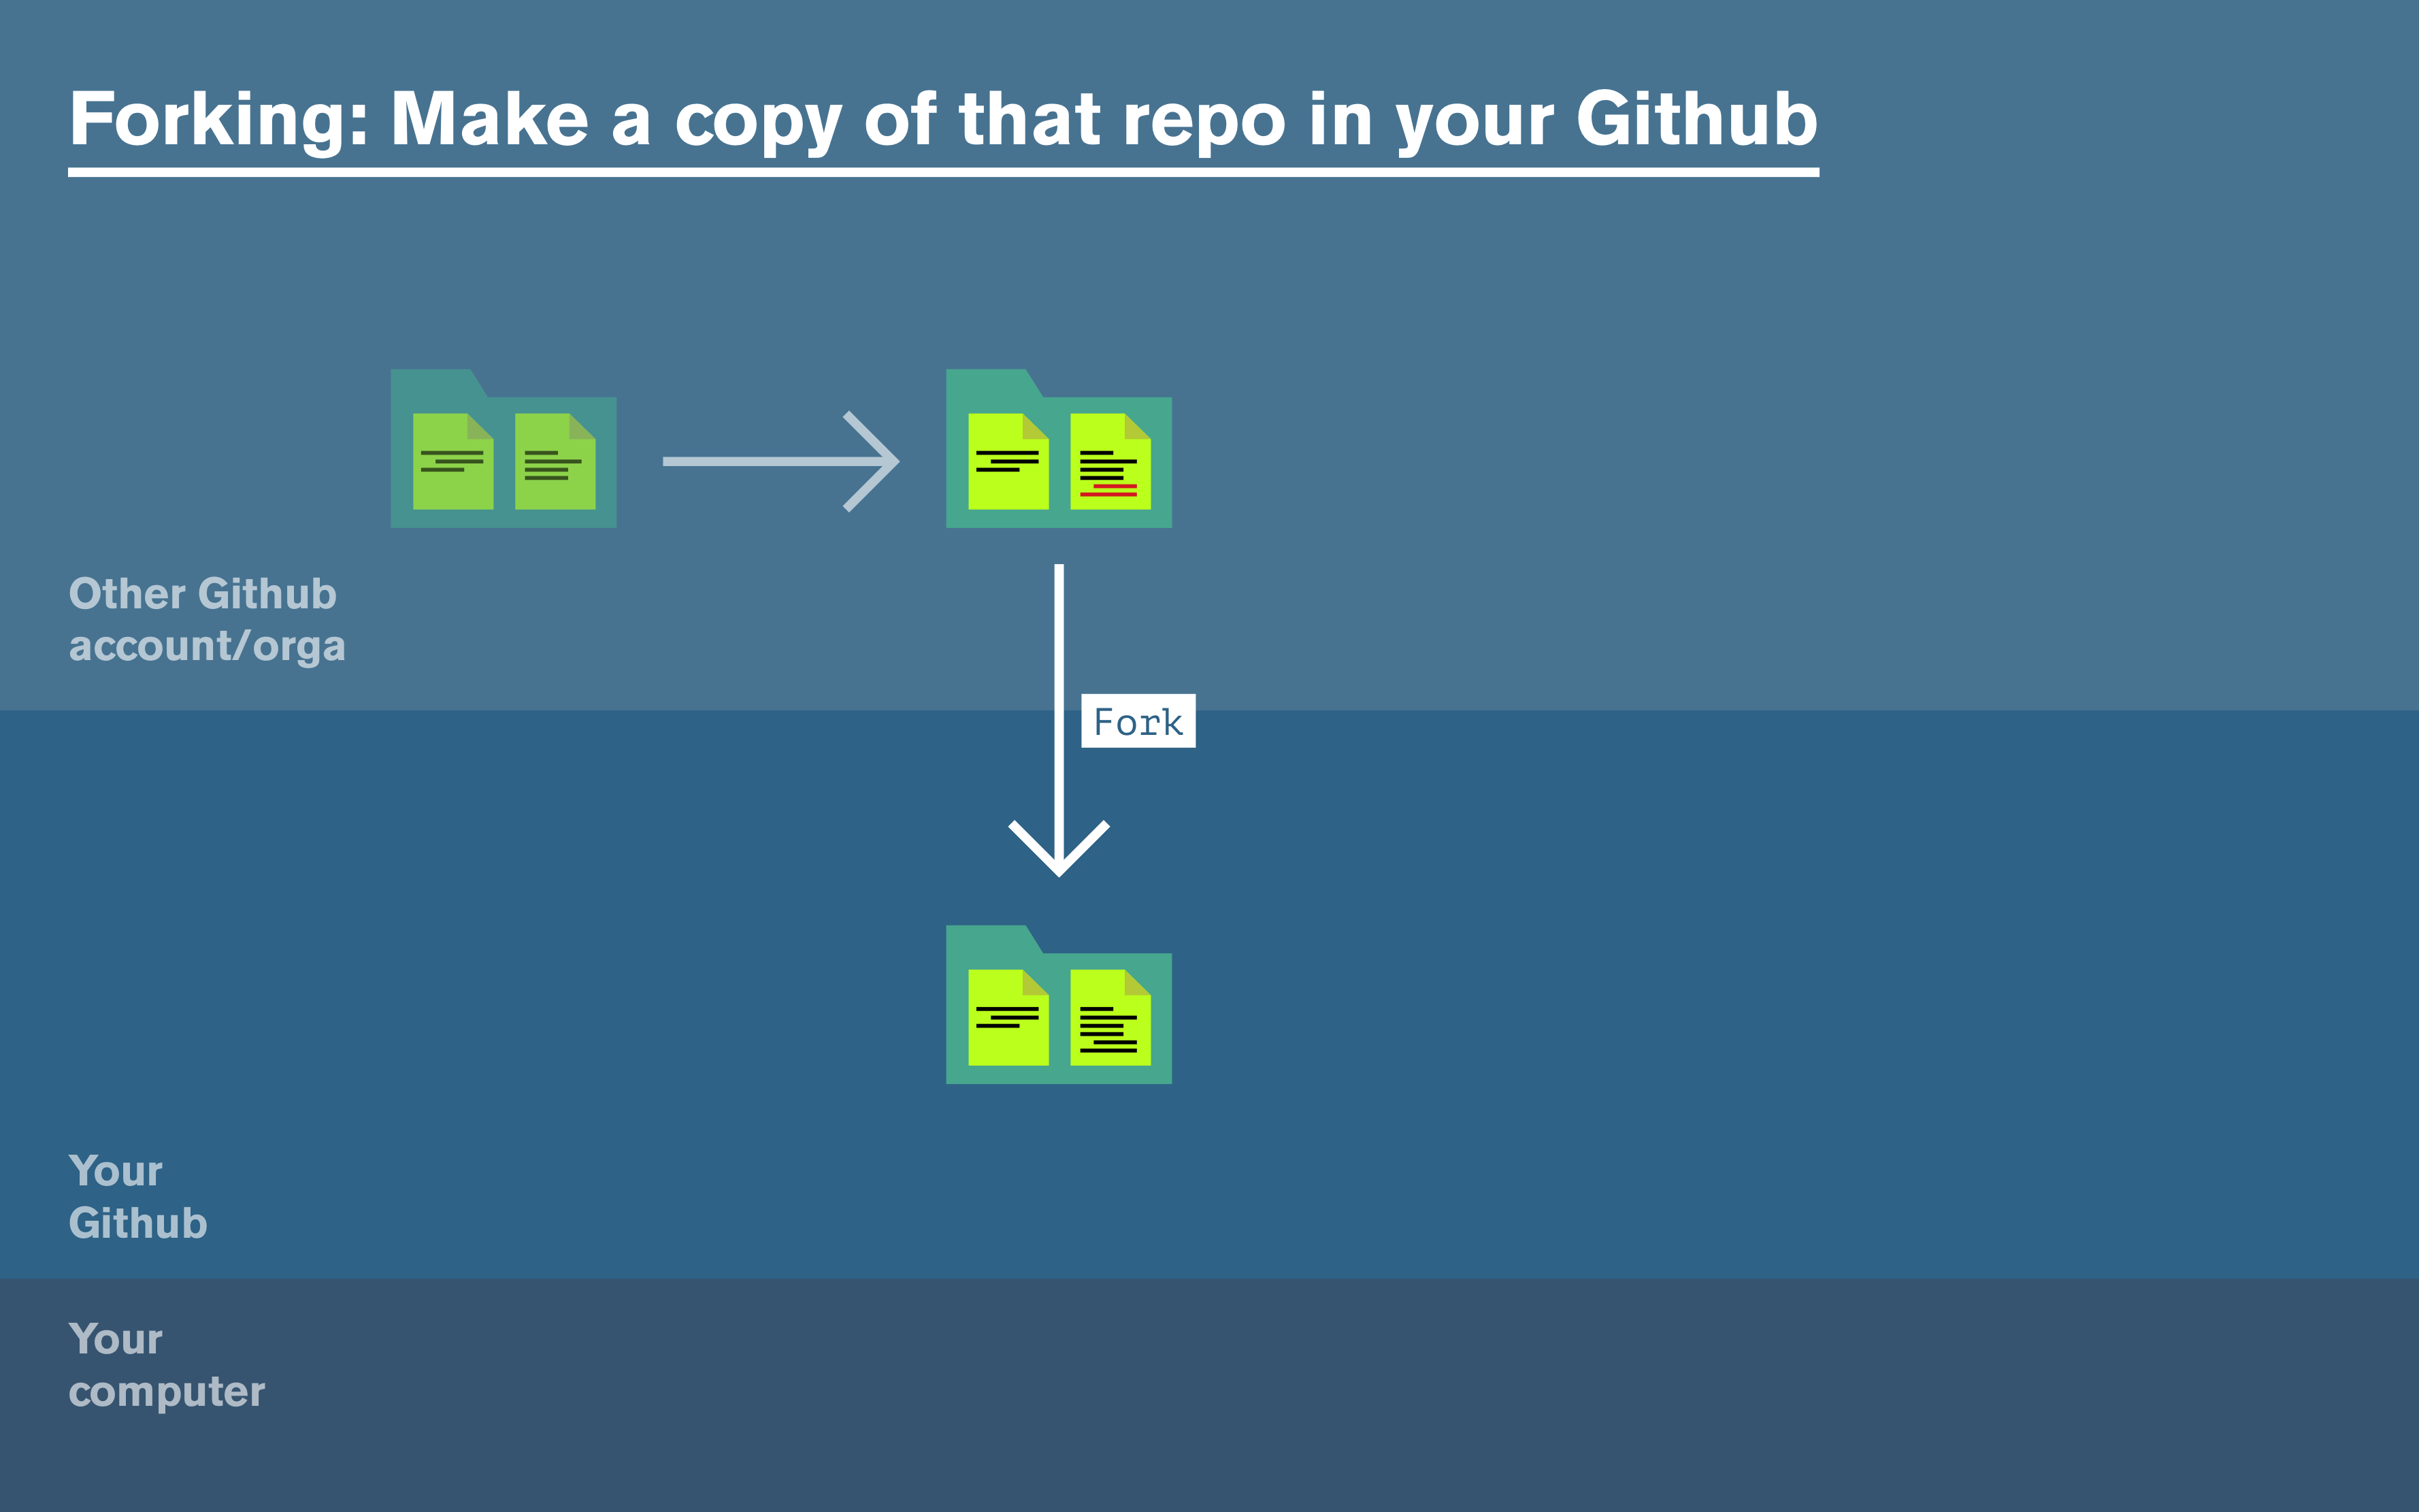 Forking: Make a copy of that repo in your Github
Other Github
account/orga
Fork
Your
Github
Your
computer